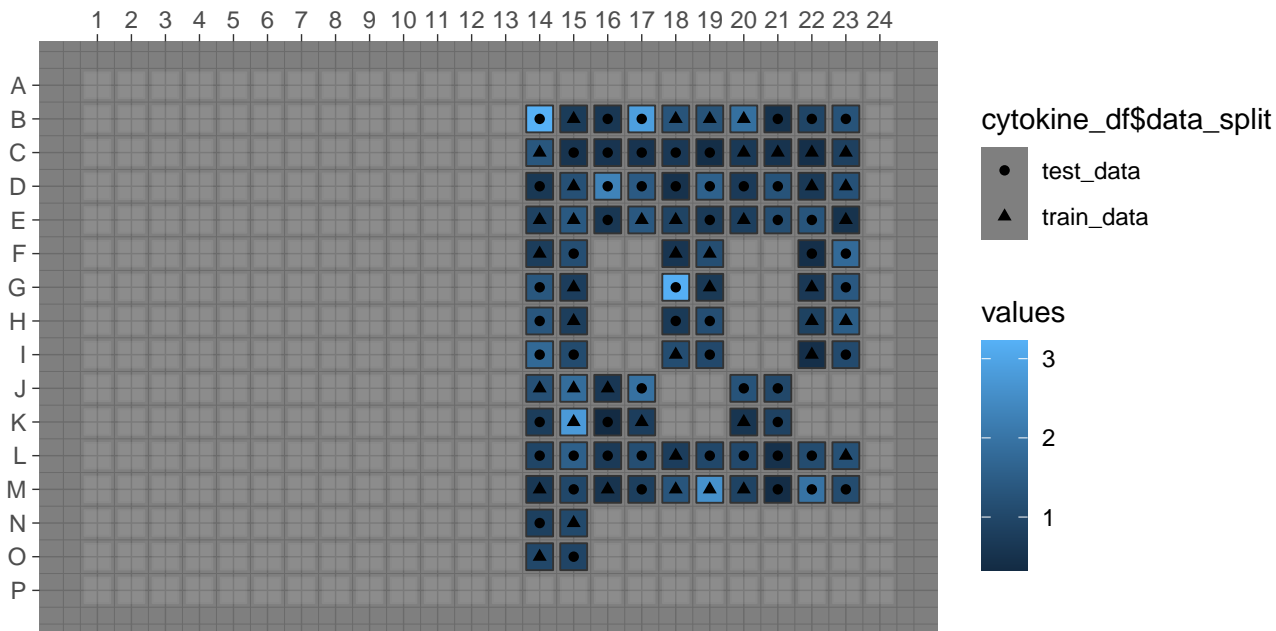 1 2 3 4 5 6 7 8 9 10 11 12 13 14 15 16 17 18 19 20 21 22 23 24
A
B
C
D
E
F
G
H
I
J
K
L
M
N
O
P
cytokine_df$data_split
test_data
train_data
values
3
2
1